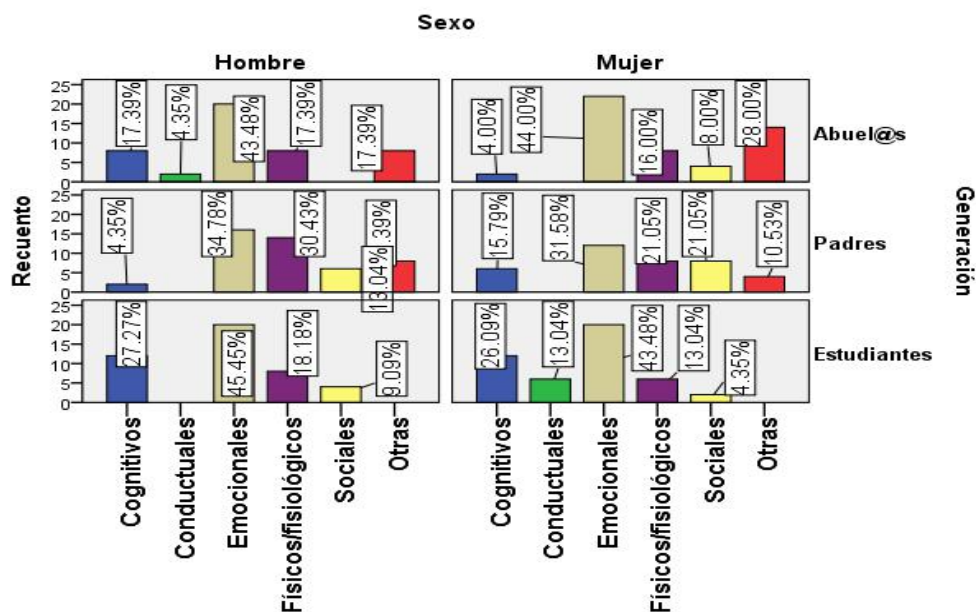 Sexo
Hombre
Mujer
Recuento
Generación
25
20
15
10
5
0
17.39%
4.35%
43.48%
17.39%
17.39%
4.00%
44.00%
16.00%
8.00%
28.00%
Abuel@s
25
20
15
10
5
0
4.35%
34.78%
30.43%
13.04%
.39%
15.79%
31.58%
21.05%
21.05%
10.53%
Padres
25
20
15
10
5
0
27.27%
45.45%
18.18%
9.09%
26.09%
13.04%
43.48%
13.04%
4.35%
Estudiantes
Cognitivos
Conductuales
Emocionales
Físicos/fisiológicos
Sociales
Otras
Cognitivos
Conductuales
Emocionales
Físicos/fisiológicos
Sociales
Otras